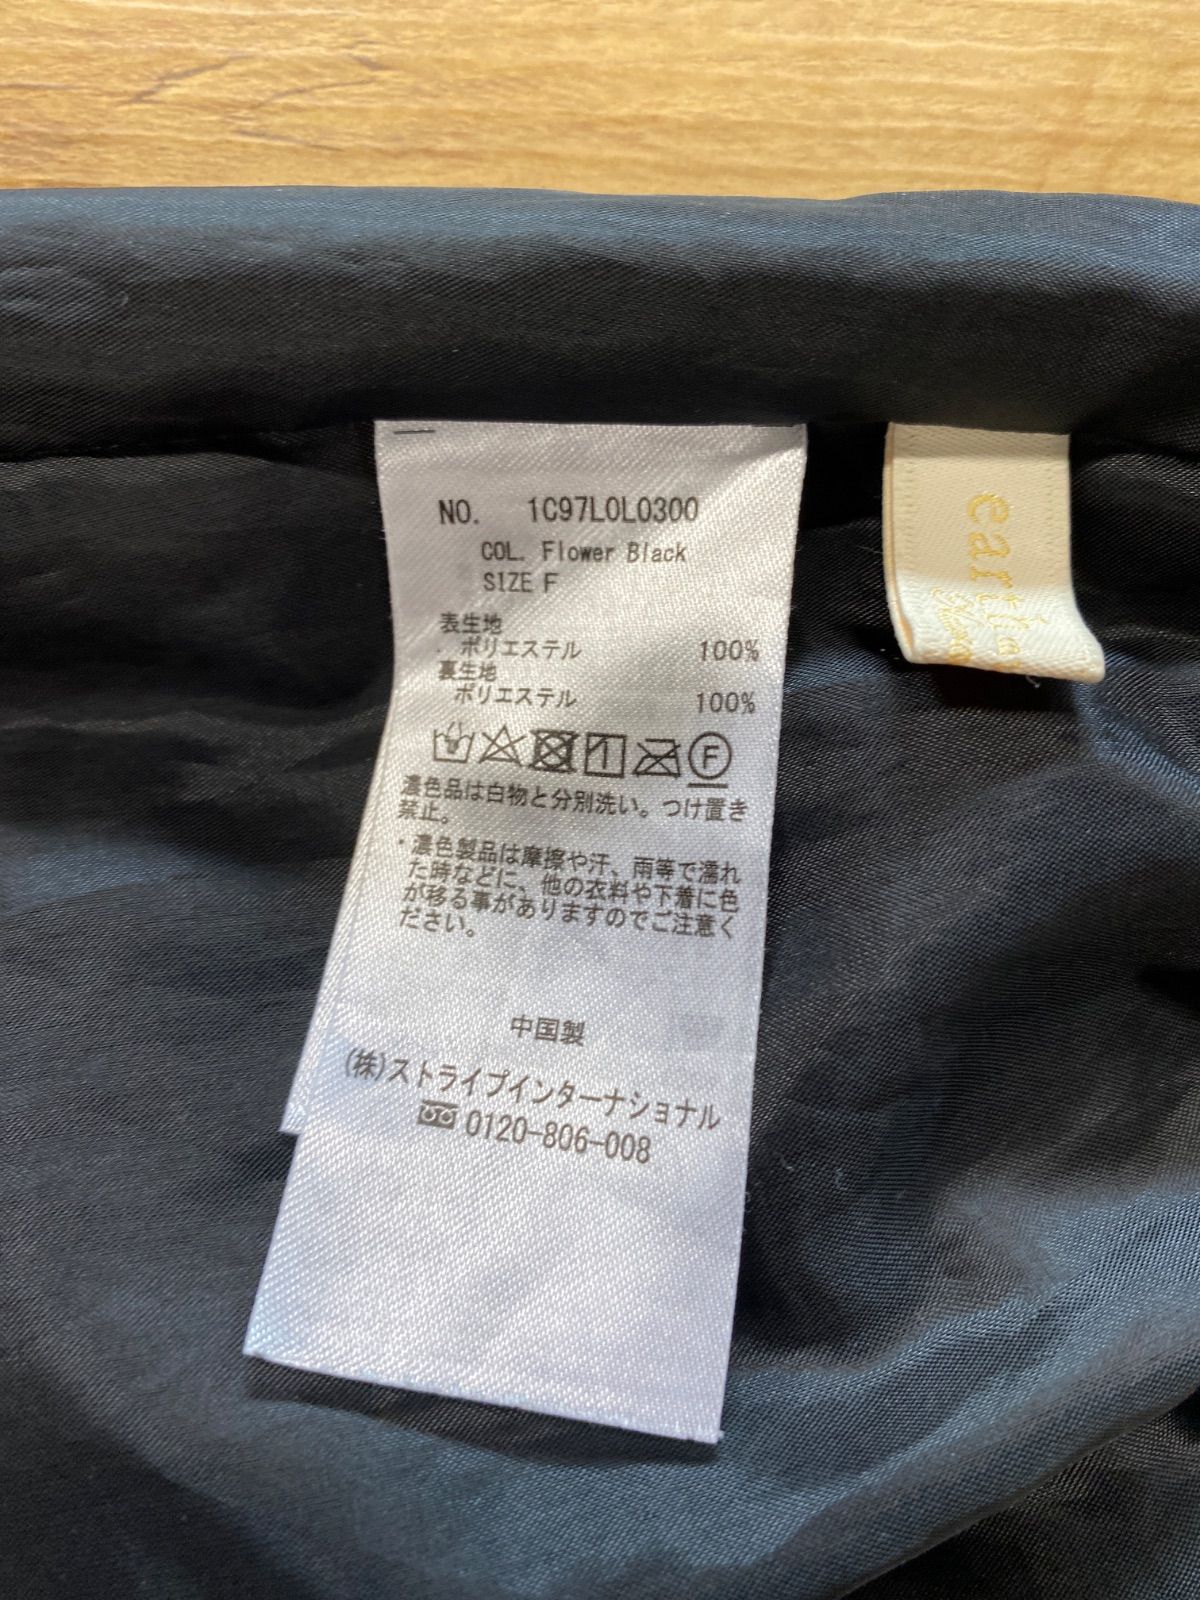 NO. 1C97L0L0300
COL. Flower Black
SIZE F
表生地
ポリエステル 100%
裏生地
ポリエステル 100%
F
濃色品は白物と分別洗い。つけ置き
禁止。
・濃色製品は摩擦や汗、雨等で濡れ
た時などに、他の衣料や下着に色
が移る事がありますのでご注意く
ださい。
中国製
(株)ストライプインターナショナル
0120-806-008
eart